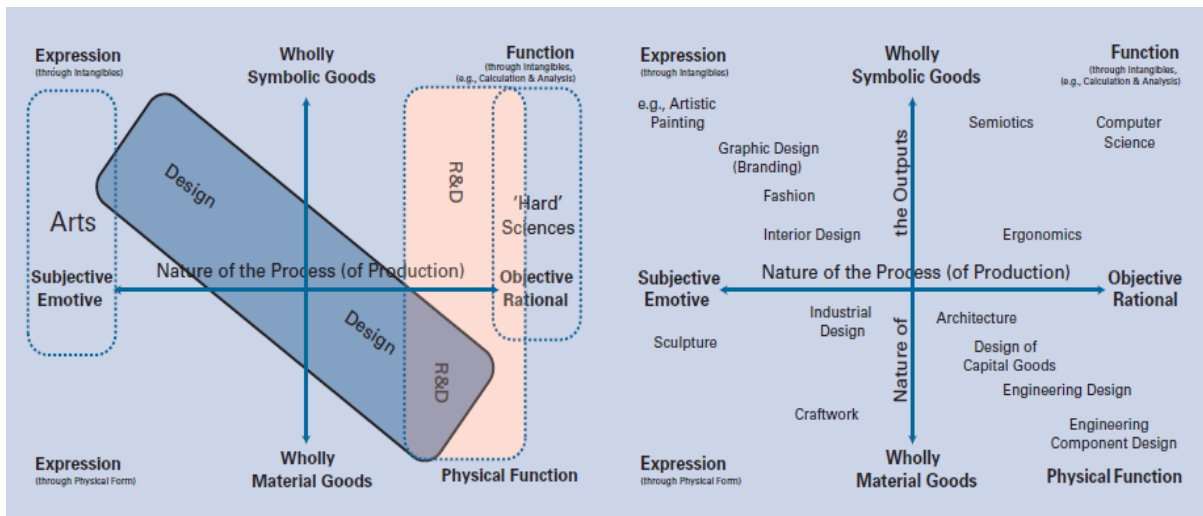 Expression
(through Intangibles)
Wholly
Symbolic Goods
Function
(through Intangibles,
(e.g., Calculation & Analysis)
Design
R&D
Arts
'Hard'
Sciences
Nature of the Process (of Production)
Subjective
Emotive
Objective
Rational
Design
R&D
Expression
(through Physical Form)
Wholly
Material Goods
Physical Function
Expression
(through Intangibles)
Wholly
Symbolic Goods
Function
(through Intangibles,
(e.g., Calculation & Analysis)
e.g., Artistic
Painting
Semiotics
Computer
Science
Graphic Design
(Branding)
the Outputs
Fashion
Interior Design
Ergonomics
Nature of the Process (of Production)
Subjective
Emotive
Objective
Rational
Industrial
Design
Architecture
Sculpture
Nature of
Design of
Capital Goods
Engineering Design
Craftwork
Engineering
Component Design
Expression
(through Physical Form)
Wholly
Material Goods
Physical Function